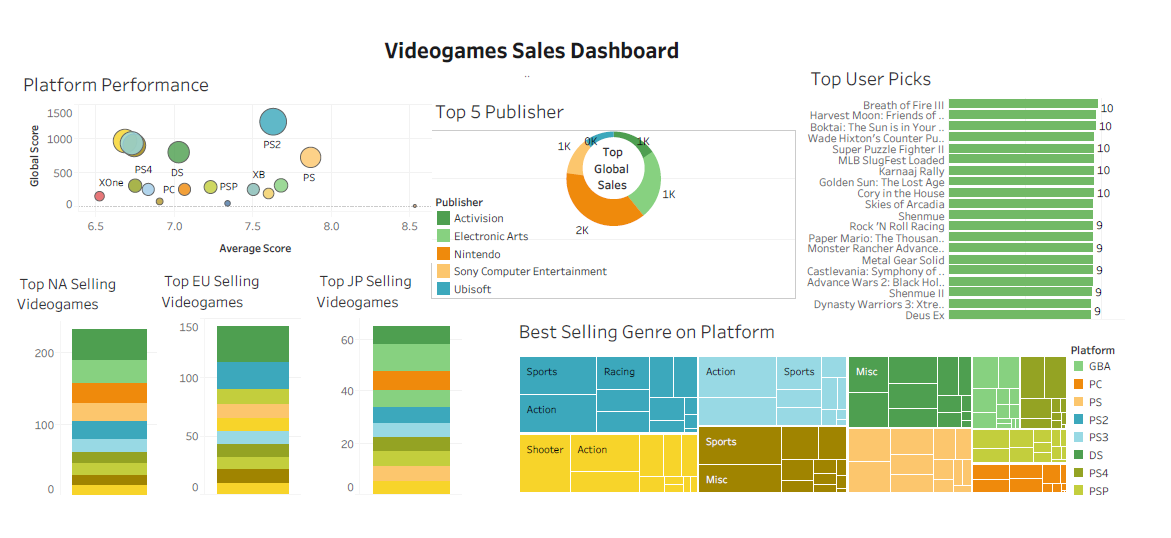 Videogames Sales Dashboard
..
Platform Performance
Global Score
1500
1000
500
0
PS2
PS4
DS
PS
XOne
PC
PSP
XB
6.5
7.0
7.5
8.0
8.5
Average Score
Top 5 Publisher
0K
1K
1K
1K
2K
Top
Global
Sales
Publisher
Activision
Electronic Arts
Nintendo
Sony Computer Entertainment
Ubisoft
Top User Picks
Breath of Fire III
Harvest Moon: Friends of ..
Boktai: The Sun is in Your ..
Wade Hixton's Counter Pu..
Super Puzzle Fighter II
MLB SlugFest Loaded
Karnaaj Rally
Golden Sun: The Lost Age
Cory in the House
Skies of Arcadia
Shenmue
Rock 'N Roll Racing
Paper Mario: The Thousan..
Monster Rancher Advance..
Metal Gear Solid
Castlevania: Symphony of ..
Advance Wars 2: Black Hol..
Shenmue II
Dynasty Warriors 3: Xtre..
Deus Ex
10
10
10
10
10
9
9
9
9
9
Top NA Selling
Videogames
200
100
0
Top EU Selling
Videogames
150
100
50
0
Top JP Selling
Videogames
60
40
20
0
Best Selling Genre on Platform
Sports
Racing
Action
Action
Sports
Misc
Shooter
Action
Sports
Misc
Platform
GBA
PC
PS
PS2
PS3
DS
PS4
PSP